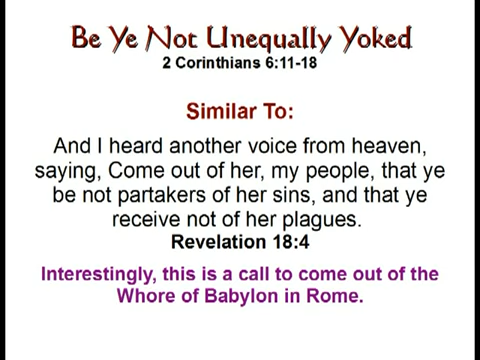 Be Ye Not Unequally Yoked
2 Corinthians 6:11-18
Similar To:
And I heard another voice from heaven,
saying, Come out of her, my people, that ye
be not partakers of her sins, and that ye
receive not of her plagues.
Revelation 18:4
Interestingly, this is a call to come out of the
Whore of Babylon in Rome.